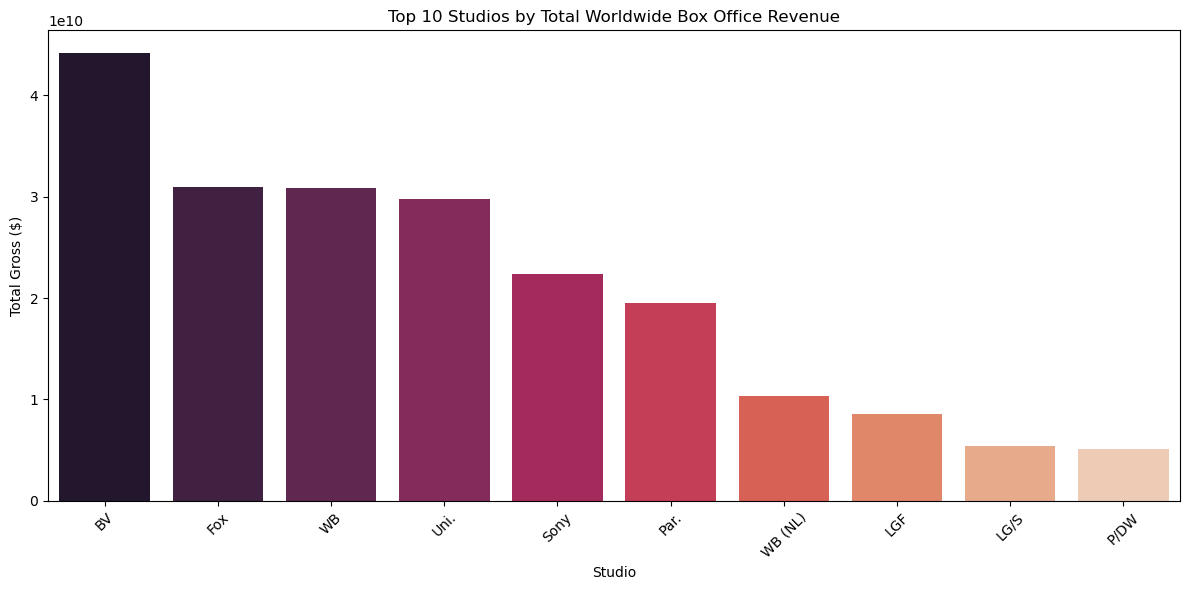 Top 10 Studios by Total Worldwide Box Office Revenue
1e10
Total Gross ($)
4
3
2
1
0
BV
Fox
WB
Uni.
Sony
Par.
WB (NL)
LGF
LG/S
P/DW
Studio